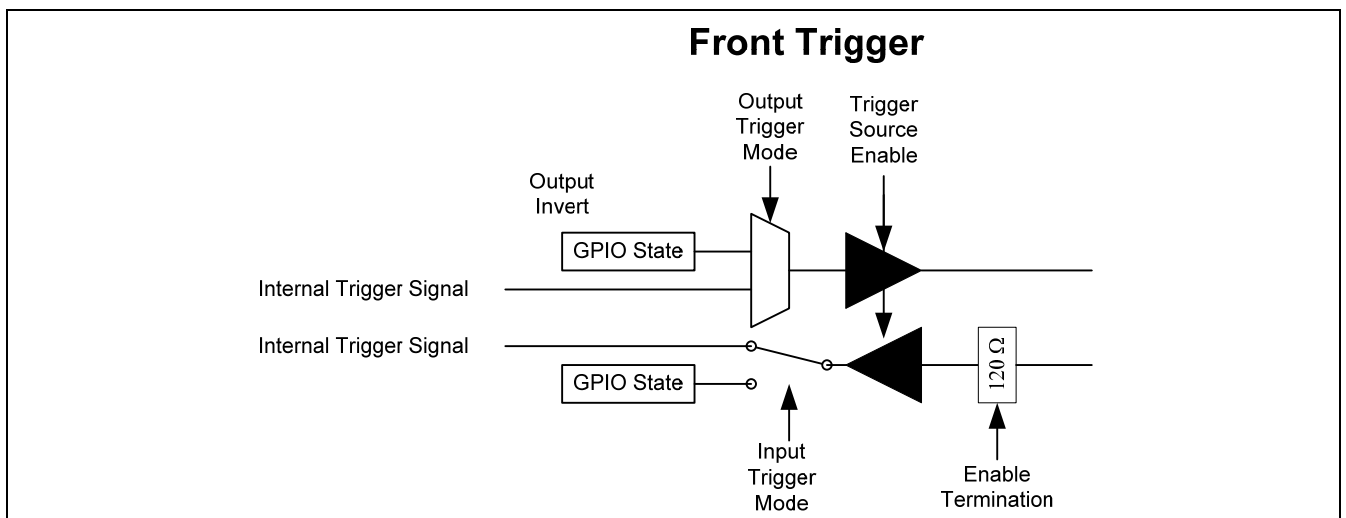 Front Trigger
Output
Trigger
Mode
Trigger
Source
Enable
Output
Invert
GPIO State
Internal Trigger Signal
Internal Trigger Signal
GPIO State
120 Ω
Input
Trigger
Mode
Enable
Termination